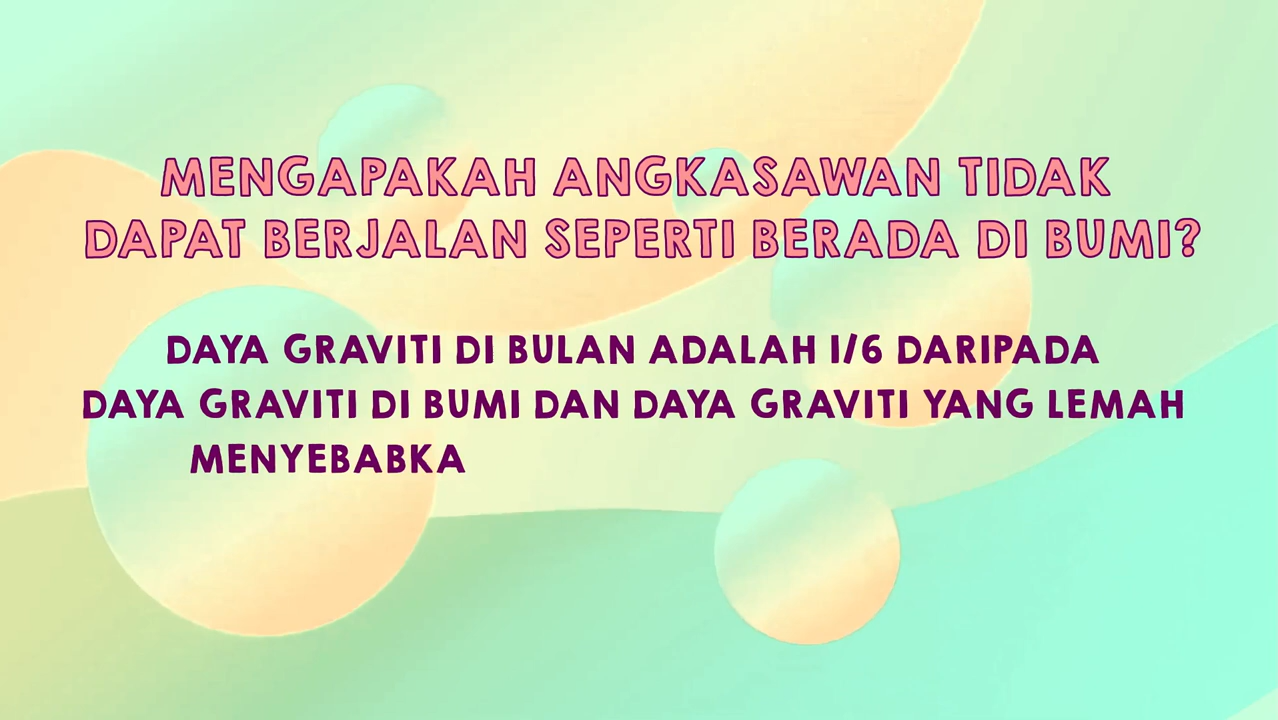 MENGAPAKAH ANGKASAWAN TIDAK
DAPAT BERJALAN SEPERTI BERADA DI BUMI?
DAYA GRAVITI DI BULAN ADALAH 1/6 DARIPADA
DAYA GRAVITI DI BUMI DAN DAYA GRAVITI YANG LEMAH
MENYEBABKA